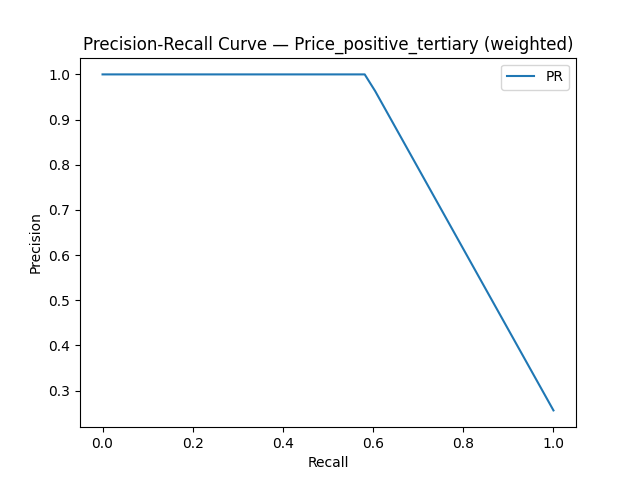 Precision-Recall Curve — Price_positive_tertiary (weighted)
PR
1.0
0.9
0.8
0.7
0.6
0.5
0.4
0.3
Precision
0.0 0.2 0.4 0.6 0.8 1.0
Recall